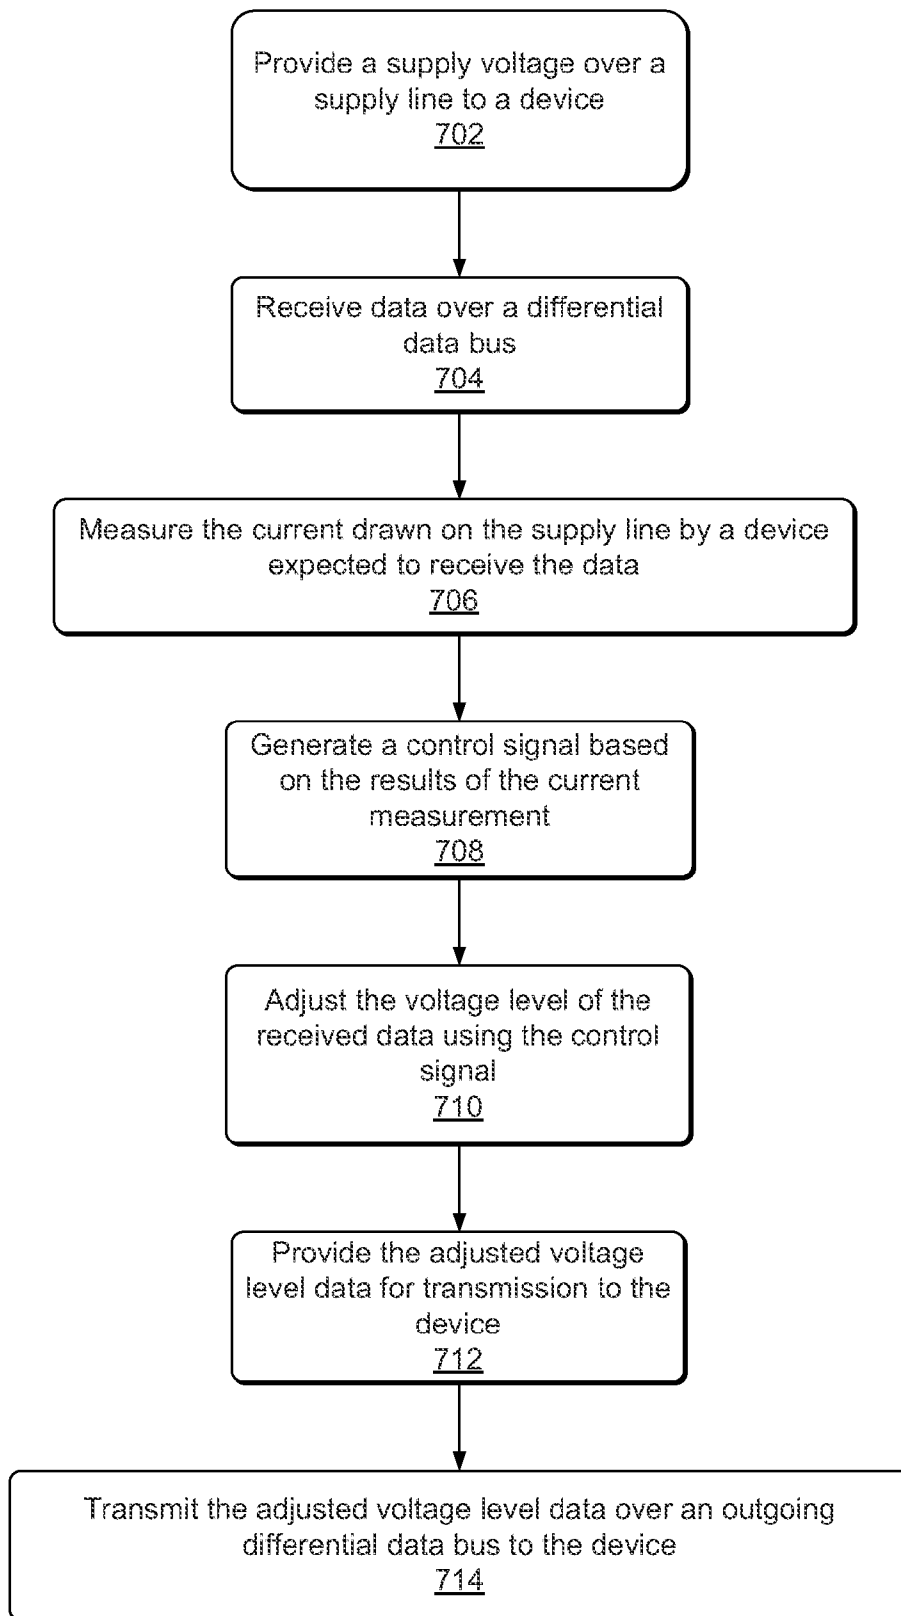 Provide a supply voltage over a
supply line to a device
702
Receive data over a differential
data bus
704
Measure the current drawn on the supply line by a device
expected to receive the data
706
Generate a control signal based
on the results of the current
measurement
708
Adjust the voltage level of the
received data using the control
signal
710
Provide the adjusted voltage
level data for transmission to the
device
712
Transmit the adjusted voltage level data over an outgoing
differential data bus to the device
714